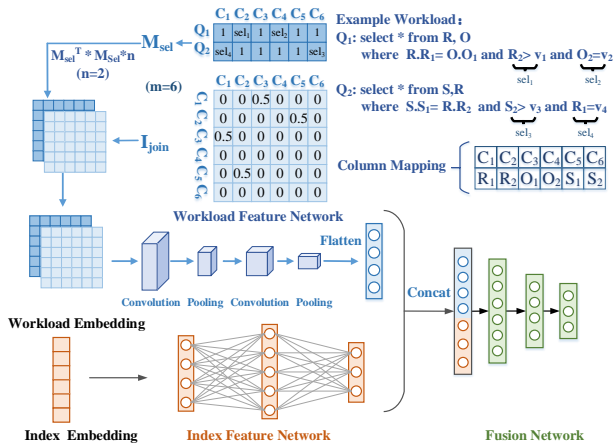 C1 C2 C3 C4 C5 C6
Q1 1 sel1 1 sel2 1 1
Q2 sel4 1 1 1 1 sel3
Msel
Msel^T * MSel*n
(n=2)
(m=6)
Example Workload:
Q1: select * from R, O
where R.R1= O.O1 and R2> v1 and O2=v2
sel1 sel2
Q2: select * from S,R
where S.S1= R.R2 and S2> v3 and R1=v4
sel3 sel4
C1 C2 C3 C4 C5 C6
C1 0 0 0.5 0 0 0
C2 0 0 0 0 0.5 0
C3 0.5 0 0 0 0 0
C4 0 0 0 0 0 0
C5 0 0.5 0 0 0 0
C6 0 0 0 0 0 0
Ijoin
Column Mapping
C1 C2 C3 C4 C5 C6
R1 R2 O1 O2 S1 S2
Workload Feature Network
Flatten
Convolution Pooling Convolution Pooling
Concat
Workload Embedding
Index Embedding
Index Feature Network
Fusion Network